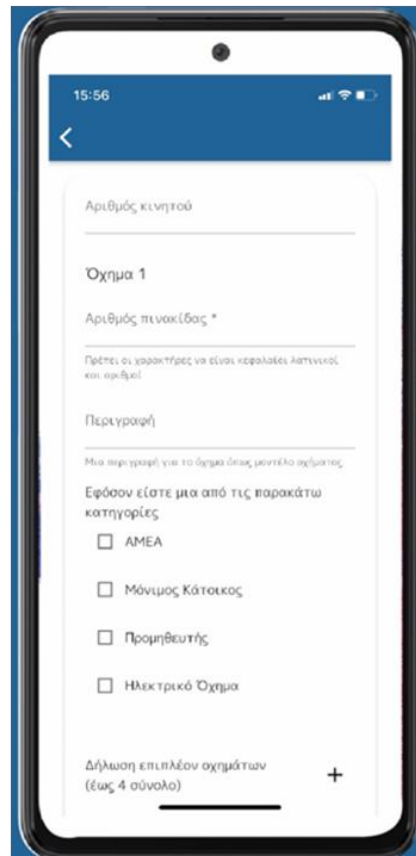 15:56
Αριθμός κινητού
Όχημα 1
Αριθμός πινακίδας *
Πρέπει οι χαρακτήρες να είναι κεφαλαίοι λατινικοί
και αριθμοί
Περιγραφή
Μια περιγραφή για το όχημα όπως μοντέλο οχήματος
Εφόσον είστε μια από τις παρακάτω
κατηγορίες
ΑΜΕΑ
Μόνιμος Κάτοικος
Προμηθευτής
Ηλεκτρικό Όχημα
Δήλωση επιπλέον οχημάτων
(έως 4 σύνολο)
+